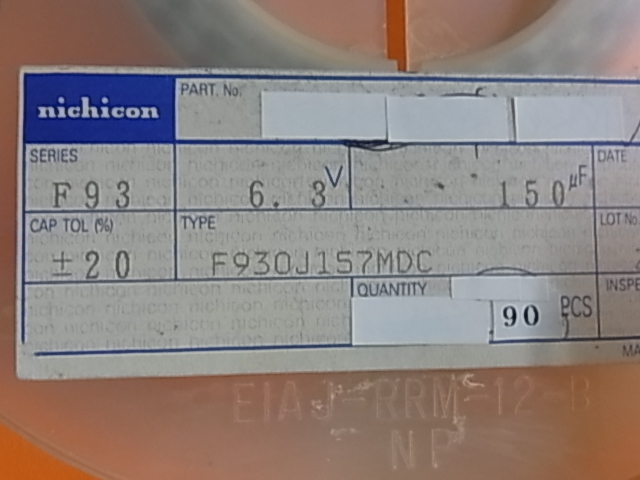 nichicon
PART. No.
SERIES
F93
6.3V
150µF
DATE
CAP TOL (%)
±20
TYPE
F930J157MDC
LOT No.
QUANTITY
90 PCS
INSPE
MA
EIAJ-RRM-12-B
NP